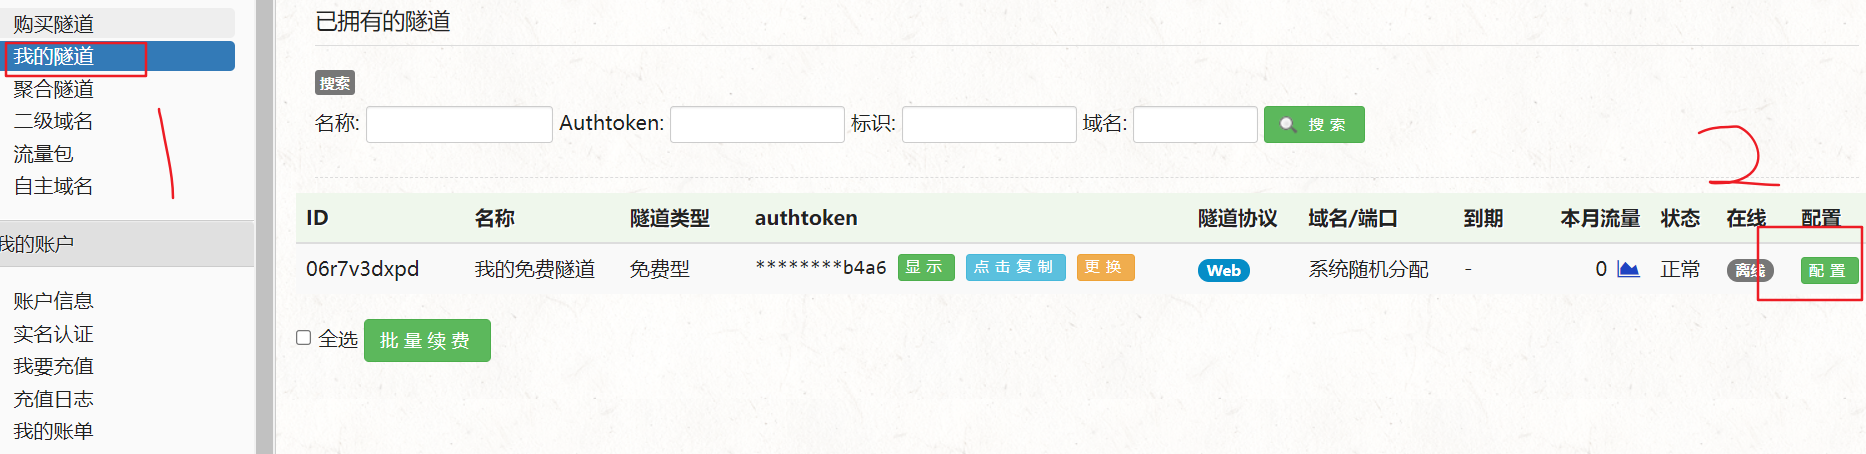 购买隧道
我的隧道
聚合隧道
二级域名
流量包
自主域名
我的账户
账户信息
实名认证
我要充值
充值日志
我的账单
已拥有的隧道
搜索
名称: Authtoken: 标识: 域名: 搜索
ID 名称 隧道类型 authtoken 隧道协议 域名/端口 到期 本月流量 状态 在线 配置
06r7v3dxpd 我的免费隧道 免费型 ********b4a6 显示 点击复制 更换 Web 系统随机分配 - 0 正常 离线 配置
全选 批量续费
1
2